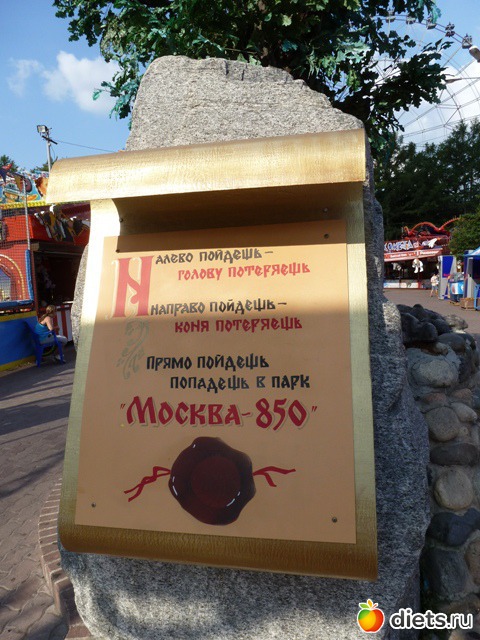 Налево пойдешь –
голову потеряешь
Направо пойдешь –
коня потеряешь
Прямо пойдешь
попадешь в парк
"Москва-850"
diets.ru